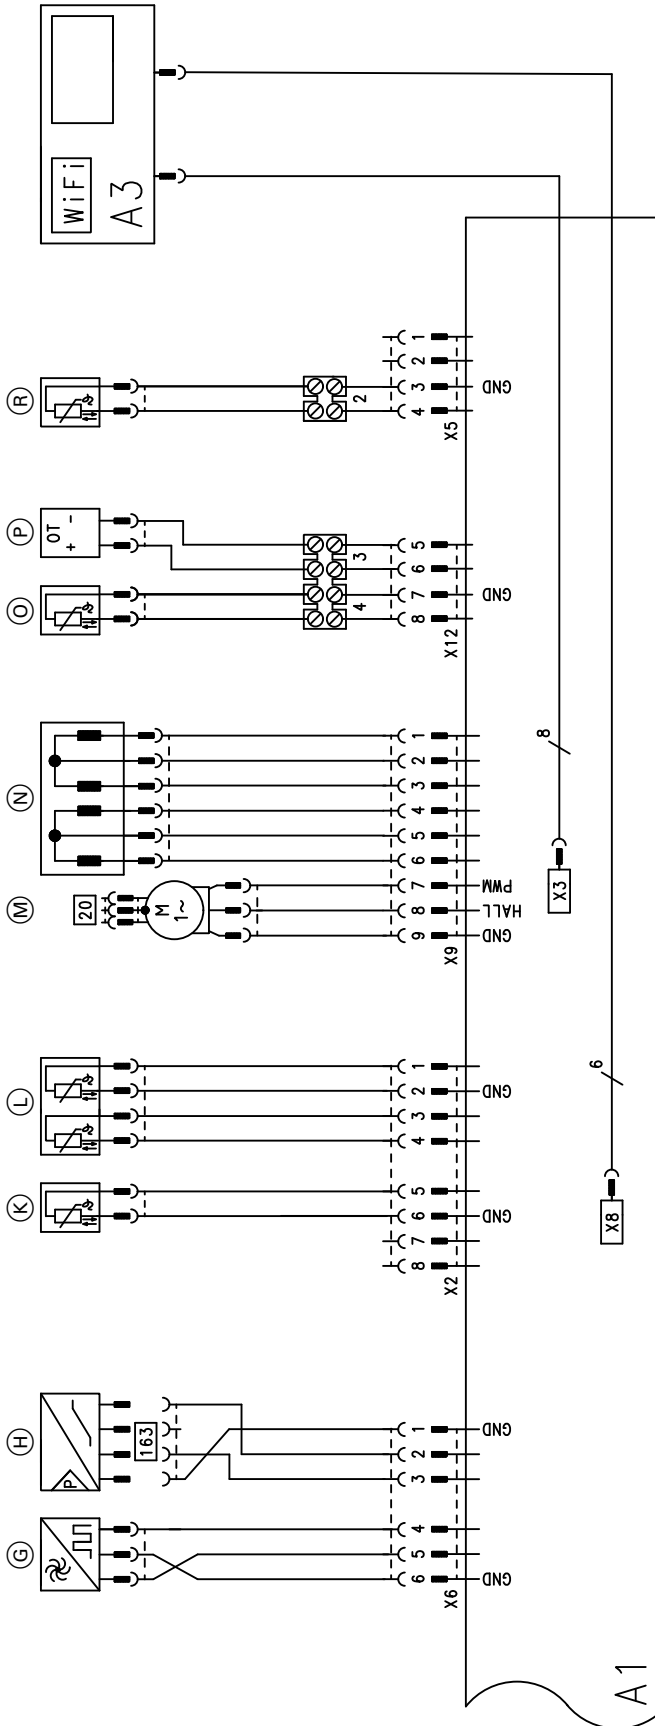 WiFi
A3
R
2
1
2
3
4
GND
X5
P
OT
+ -
O
3
4
5
6
7
8
GND
X12
N
1
2
3
4
5
6
M
20
M
1~
7
8
9
PWM
HALL
GND
X9
8
X3
L
1
2
3
4
GND
K
5
6
7
8
GND
X2
6
X8
H
P
163
1
2
3
GND
G
4
5
6
GND
X6
A1